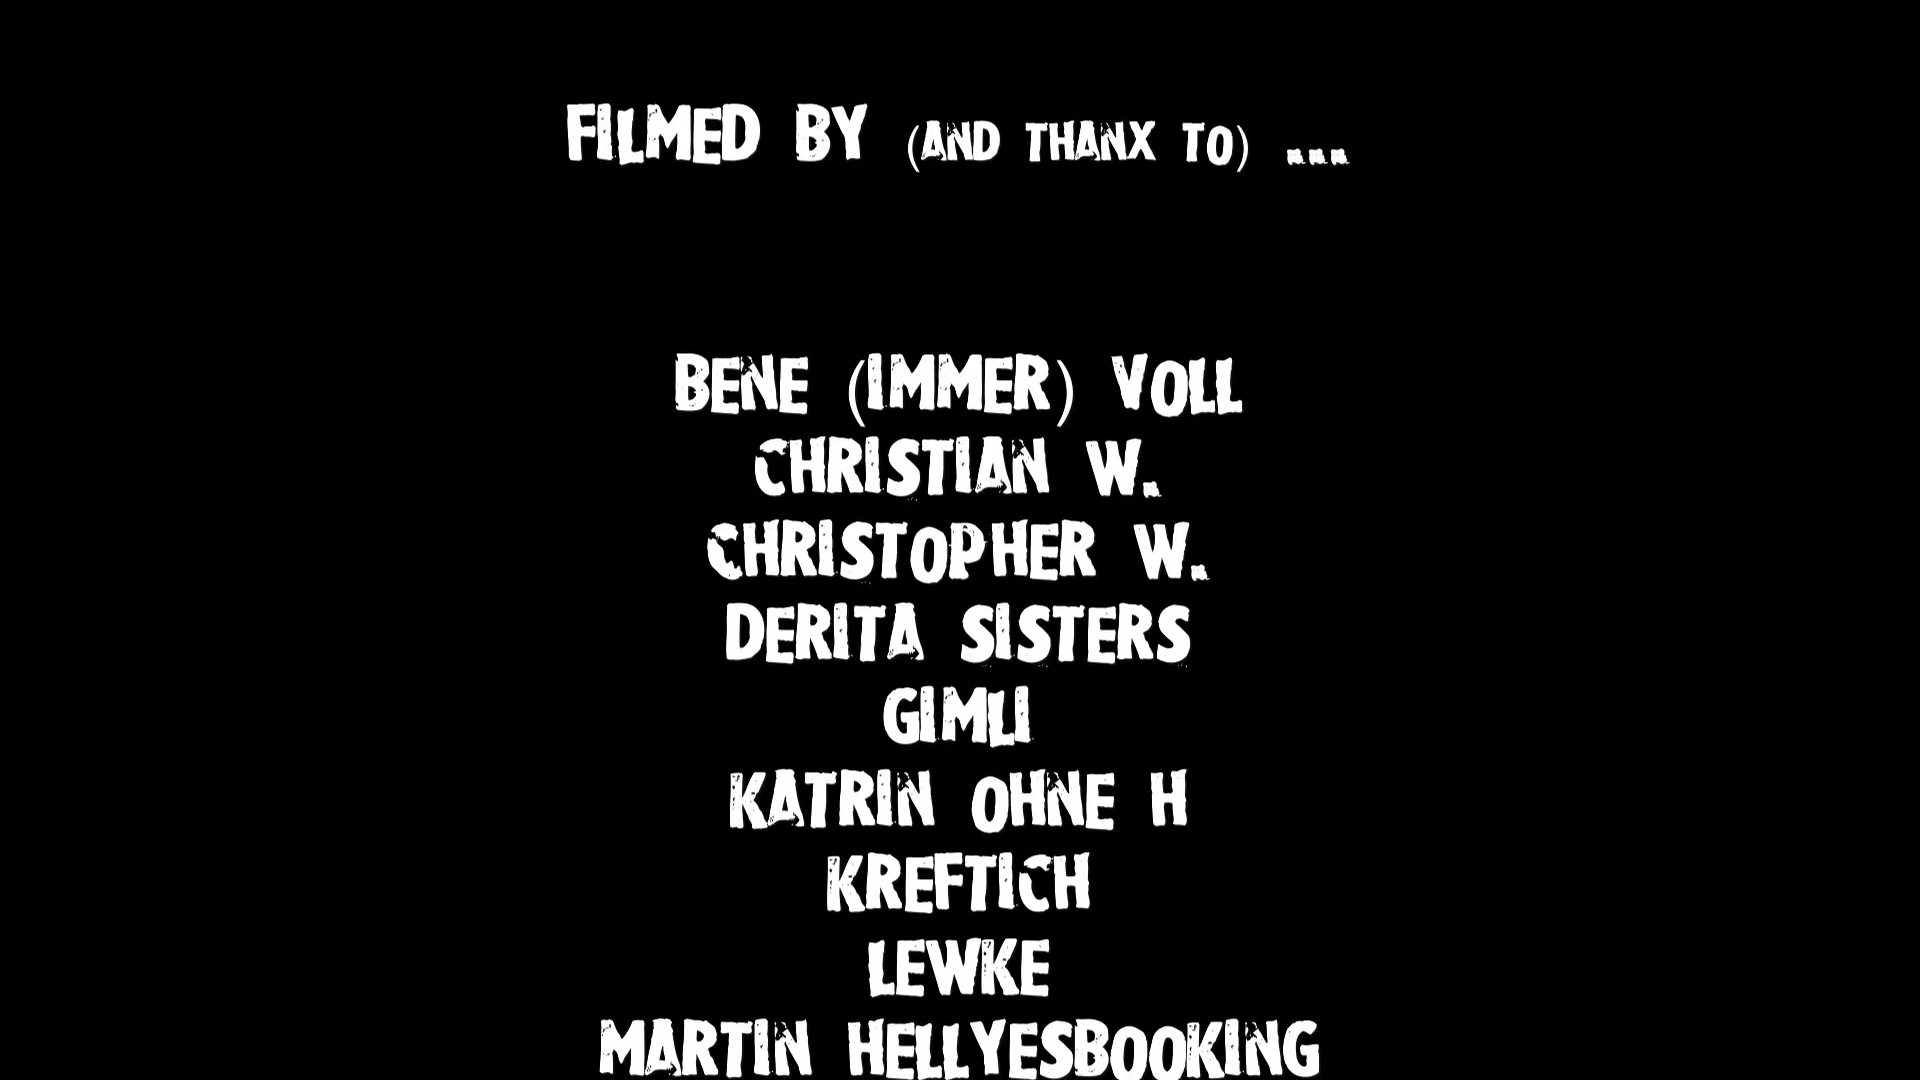 FILMED BY (AND THANX TO) ...
BENE (IMMER) VOLL
CHRISTIAN W.
CHRISTOPHER W.
DERITA SISTERS
GIMLI
KATRIN OHNE H
KREFTICH
LEWKE
MARTIN HELLYESBOOKING